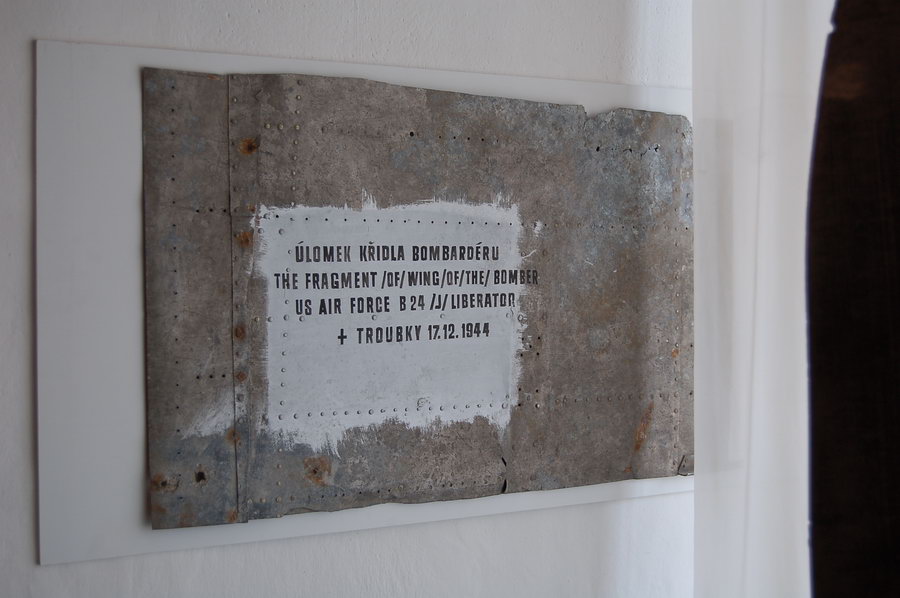 ÚLOMEK KŘIDLA BOMBARDÉRU
THE FRAGMENT /OF/ WING/OF/THE/ BOMBER
US AIR FORCE B 24 /J/ LIBERATOR
+ TROUBKY 17.12.1944